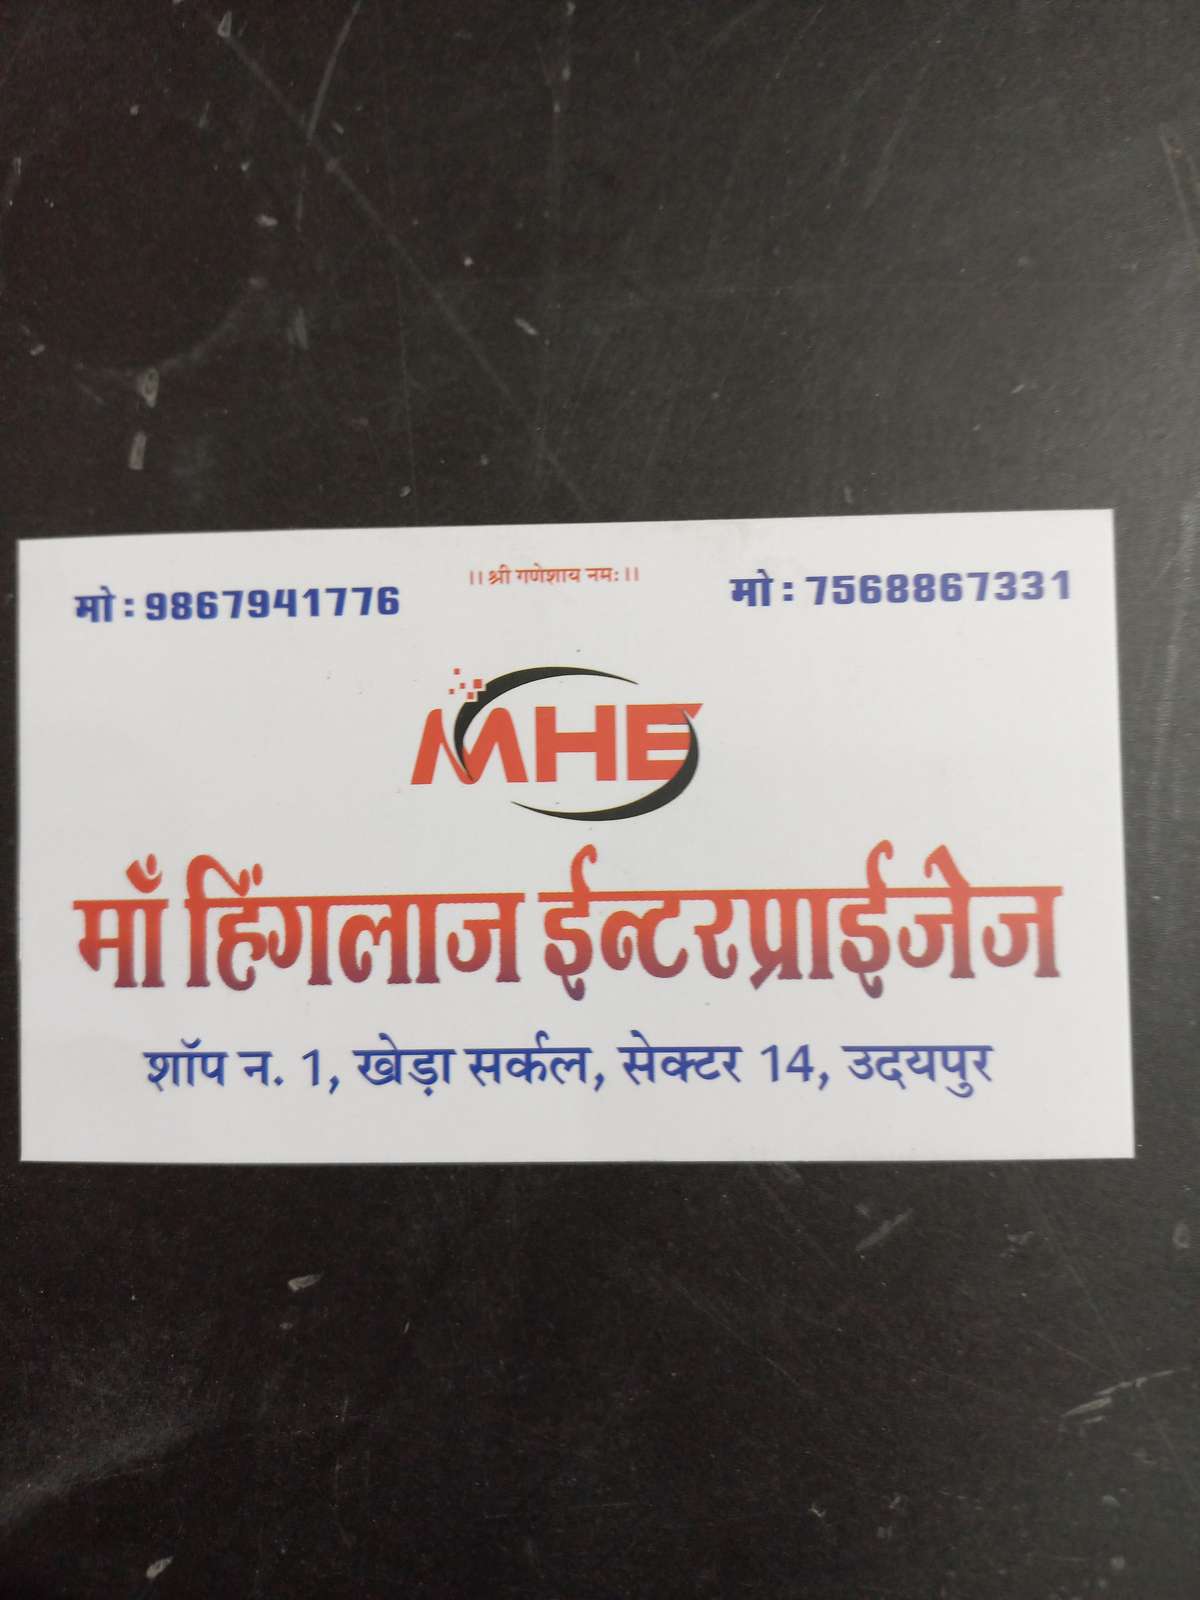 ।। श्री गणेशाय नमः ।।
मो : 9867941776 मो : 7568867331
MHE
माँ हिंगलाज ईन्टरप्राईजेज
शॉप न. 1, खेड़ा सर्कल, सेक्टर 14, उदयपुर